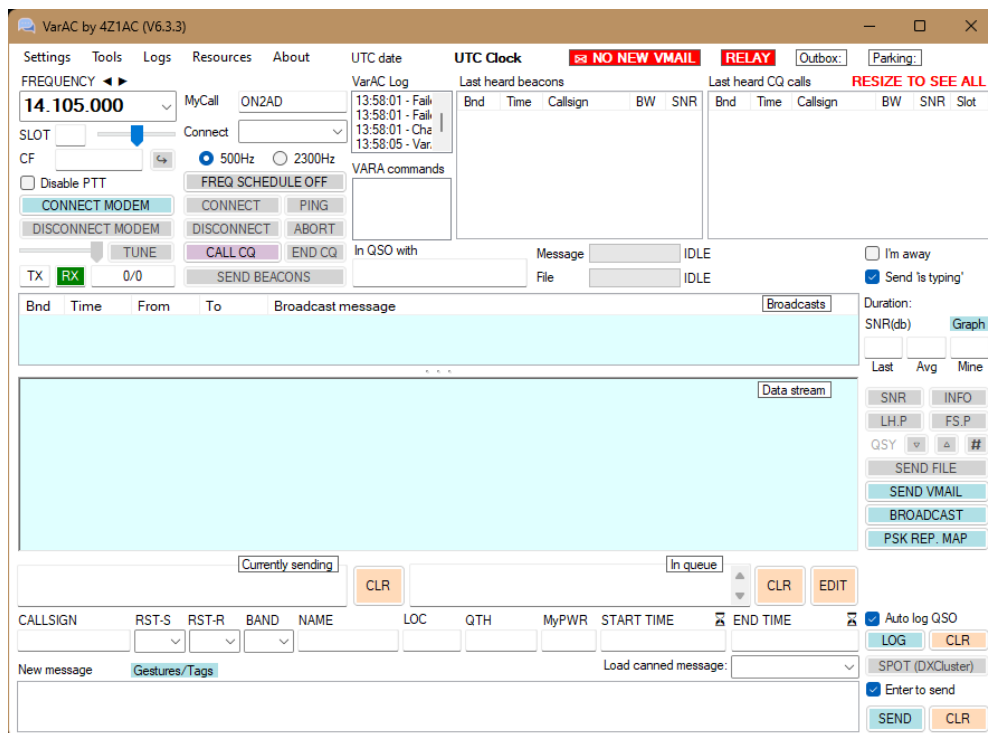 VarAC by 4Z1AC (V6.3.3)
Settings Tools Logs Resources About UTC date UTC Clock NO NEW VMAIL RELAY Outbox: Parking:
FREQUENCY VarAC Log Last heard beacons Last heard CQ calls RESIZE TO SEE ALL
14.105.000 MyCall ON2AD
13:58:01 - Faile
13:58:01 - Faile
13:58:01 - Cha
13:58:05 - Var.
Bnd Time Callsign BW SNR Bnd Time Callsign BW SNR Slot
SLOT Connect
CF 500Hz 2300Hz VARA commands
Disable PTT FREQ SCHEDULE OFF
CONNECT MODEM CONNECT PING
DISCONNECT MODEM DISCONNECT ABORT
TUNE CALL CQ END CQ In QSO with Message IDLE I'm away
TX RX 0/0 SEND BEACONS File IDLE Send 'is typing'
Bnd Time From To Broadcast message Broadcasts Duration:
SNR(db) Graph
Last Avg Mine
Data stream
SNR INFO
LH.P FS.P
QSY #
SEND FILE
SEND VMAIL
BROADCAST
PSK REP. MAP
Currently sending CLR In queue CLR EDIT
CALLSIGN RST-S RST-R BAND NAME LOC QTH MyPWR START TIME END TIME Auto log QSO
LOG CLR
New message Gestures/Tags Load canned message: SPOT (DXCluster)
Enter to send
SEND CLR